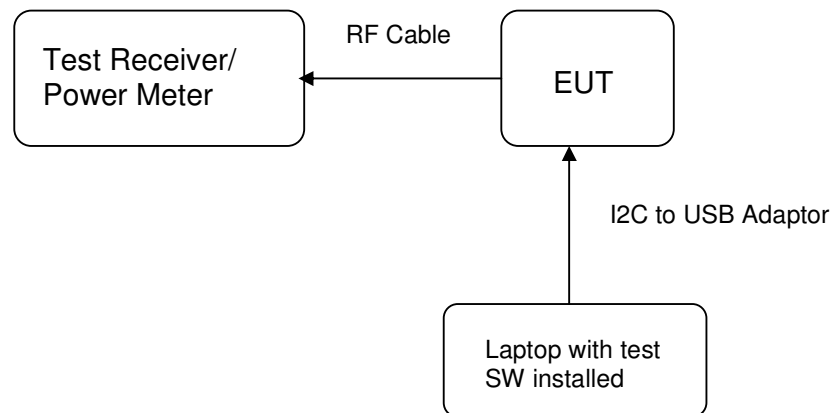 RF Cable
Test Receiver/
Power Meter
EUT
I2C to USB Adaptor
Laptop with test
SW installed